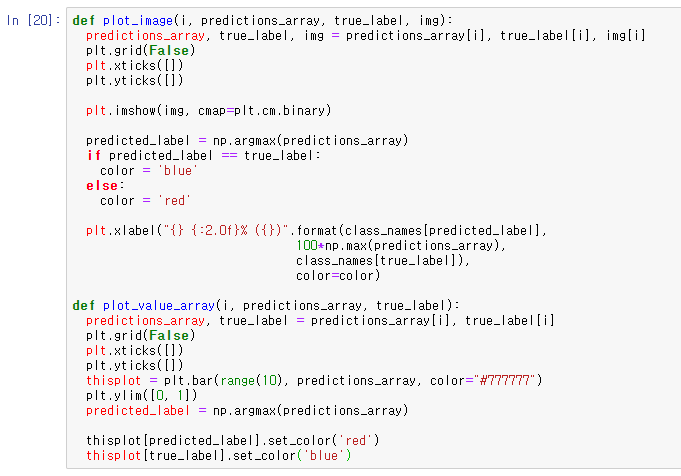 In [20]: def plot_image(i, predictions_array, true_label, img):
  predictions_array, true_label, img = predictions_array[i], true_label[i], img[i]
  plt.grid(False)
  plt.xticks([])
  plt.yticks([])

  plt.imshow(img, cmap=plt.cm.binary)

  predicted_label = np.argmax(predictions_array)
  if predicted_label == true_label:
    color = 'blue'
  else:
    color = 'red'

  plt.xlabel("{} {:2.0f}% ({})".format(class_names[predicted_label],
                                100*np.max(predictions_array),
                                class_names[true_label]),
                                color=color)

def plot_value_array(i, predictions_array, true_label):
  predictions_array, true_label = predictions_array[i], true_label[i]
  plt.grid(False)
  plt.xticks([])
  plt.yticks([])
  thisplot = plt.bar(range(10), predictions_array, color="#777777")
  plt.ylim([0, 1])
  predicted_label = np.argmax(predictions_array)

  thisplot[predicted_label].set_color('red')
  thisplot[true_label].set_color('blue')